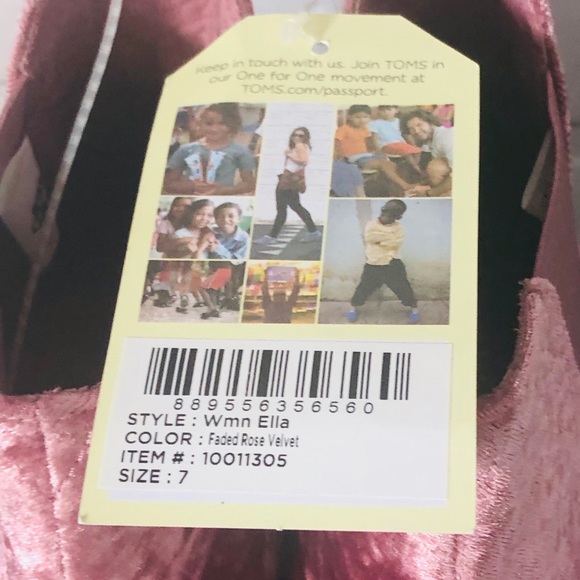 Keep in touch with us. Join TOMS in
our One for One movement at
TOMS.com/passport.
889556356560
STYLE : Wmn Ella
COLOR : Faded Rose Velvet
ITEM # : 10011305
SIZE : 7